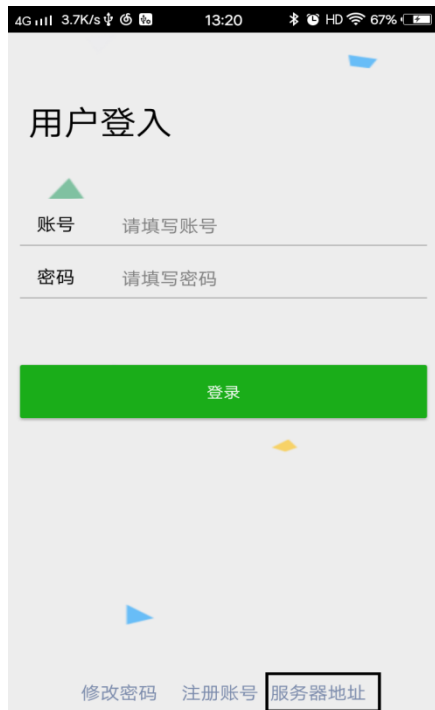 4G 3.7K/s 13:20 HD 67%
用户登入
账号 请填写账号
密码 请填写密码
登录
修改密码 注册账号 服务器地址